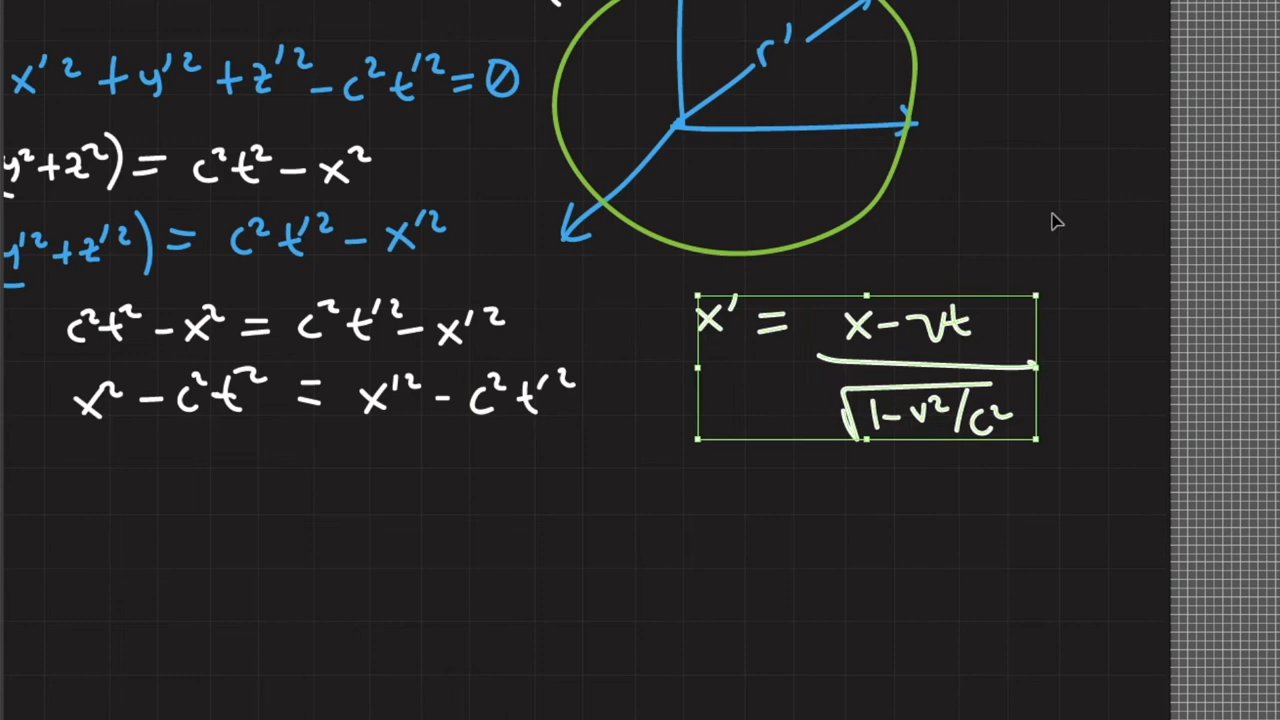 x'² + y'² + z'² - c²t'² = 0
r'
y² + z²) = c²t² - x²
y'² + z'²) = c²t'² - x'²
c²t² - x² = c²t'² - x'²
x² - c²t² = x'² - c²t'²
x' = x - vt
√1 - v²/c²